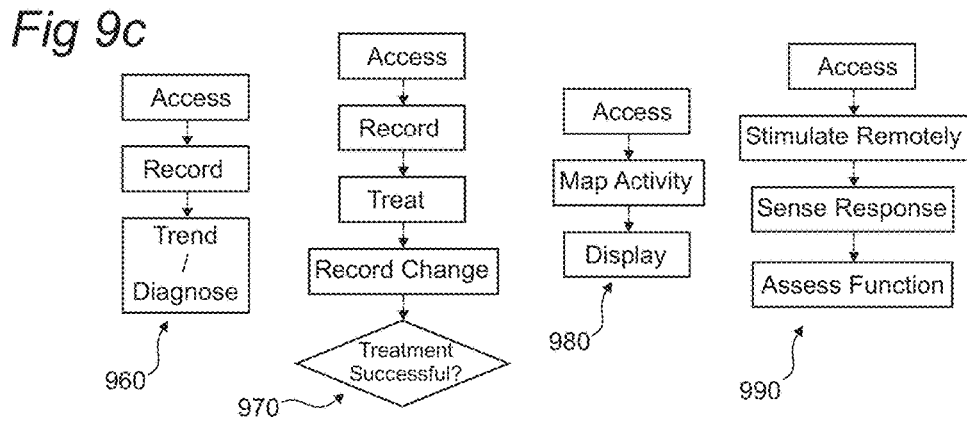 Fig 9c
Access
Record
Trend
/
Diagnose
960
Access
Record
Treat
Record Change
Treatment
Successful?
970
Access
Map Activity
Display
980
Access
Stimulate Remotely
Sense Response
Assess Function
990